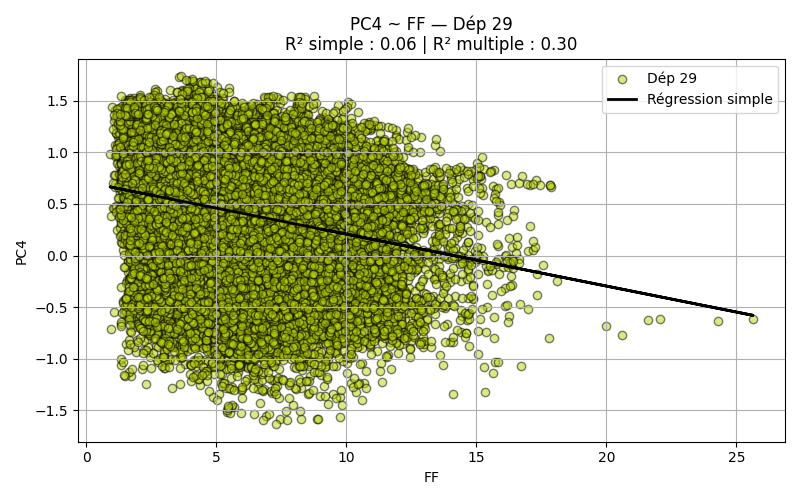 PC4 ~ FF — Dép 29
R² simple : 0.06 | R² multiple : 0.30
Dép 29
Régression simple
1.5
1.0
0.5
0.0
−0.5
−1.0
−1.5
PC4
0 5 10 15 20 25
FF